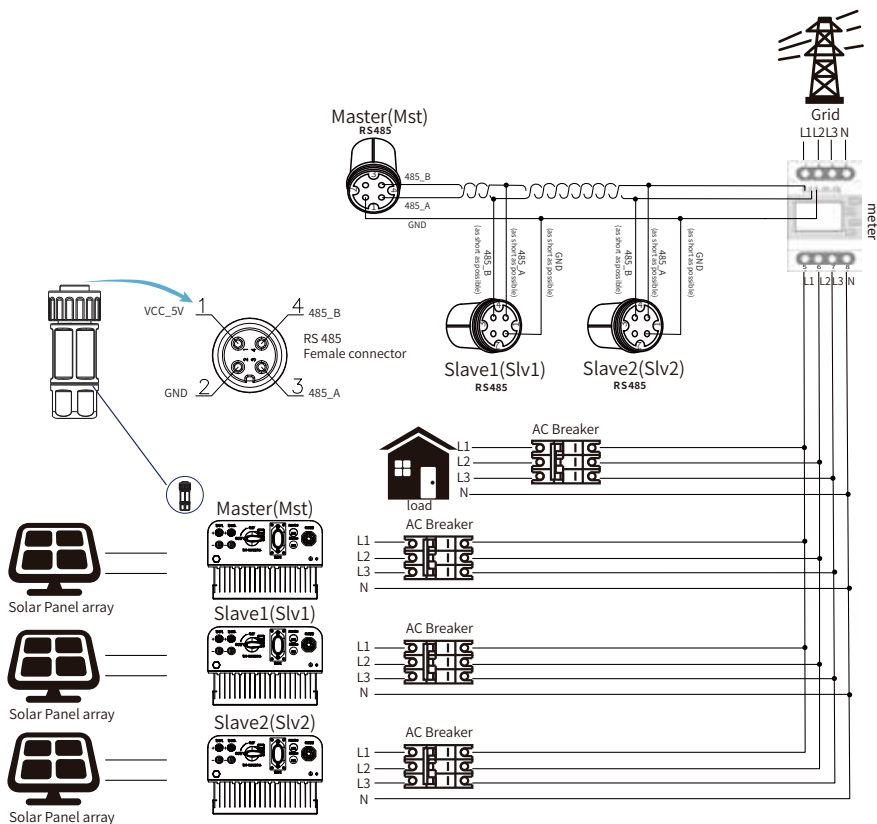 Grid
L1 L2 L3 N
Master(Mst)
RS485
485_B
485_A
GND
meter
5 6 7 8
L1 L2 L3 N
485_B
(as short as possible)
485_A
(as short as possible)
GND
(as short as possible)
485_B
(as short as possible)
485_A
(as short as possible)
GND
(as short as possible)
Slave1(Slv1)
RS485
Slave2(Slv2)
RS485
VCC_5V 1
4 485_B
RS 485
Female connector
GND 2
3 485_A
AC Breaker
L1
L2
L3
N
load
Master(Mst)
AC Breaker
L1
L2
L3
N
Solar Panel array
Slave1(Slv1)
AC Breaker
L1
L2
L3
N
Solar Panel array
Slave2(Slv2)
AC Breaker
L1
L2
L3
N
Solar Panel array